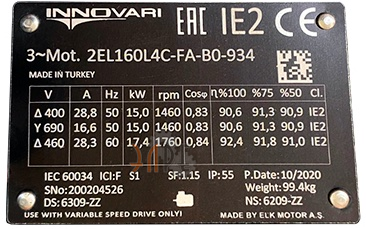 INNOVARI EAC IE2 CE
3~Mot. 2EL160L4C-FA-B0-934
MADE IN TURKEY
V A Hz kW rpm Cosφ η%100 η%75 η%50 Cl.
Δ 400 28,8 50 15,0 1460 0,83 90,6 91,3 90,9 IE2
Y 690 16,6 50 15,0 1460 0,83 90,6 91,3 90,9 IE2
Δ 460 28,3 60 17,4 1760 0,84 92,4 91,8 91,0 IE2
IEC 60034 ICl:F S1 SF:1.15 IP:55 P.Date: 10/2020
SNo:200204526 Weight: 99.4kg
DS: 6309-ZZ NS: 6209-ZZ
USE WITH VARIABLE SPEED DRIVE ONLY! MADE BY ELK MOTOR A.Ş.